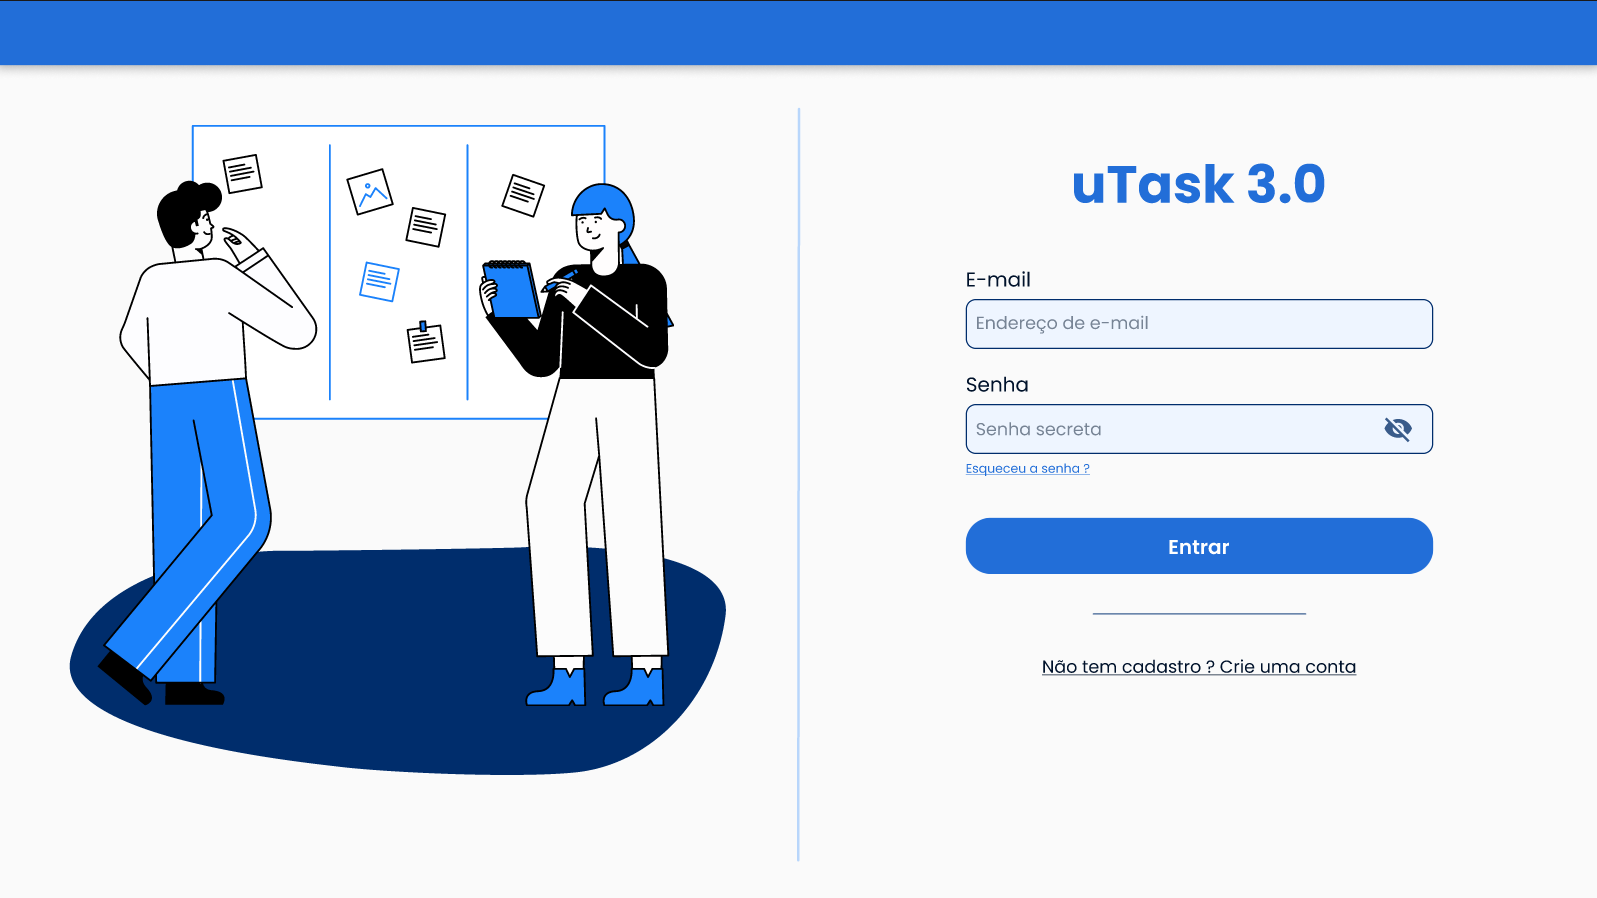 uTask 3.0
E-mail
Endereço de e-mail
Senha
Senha secreta
Esqueceu a senha ?
Entrar
Não tem cadastro ? Crie uma conta